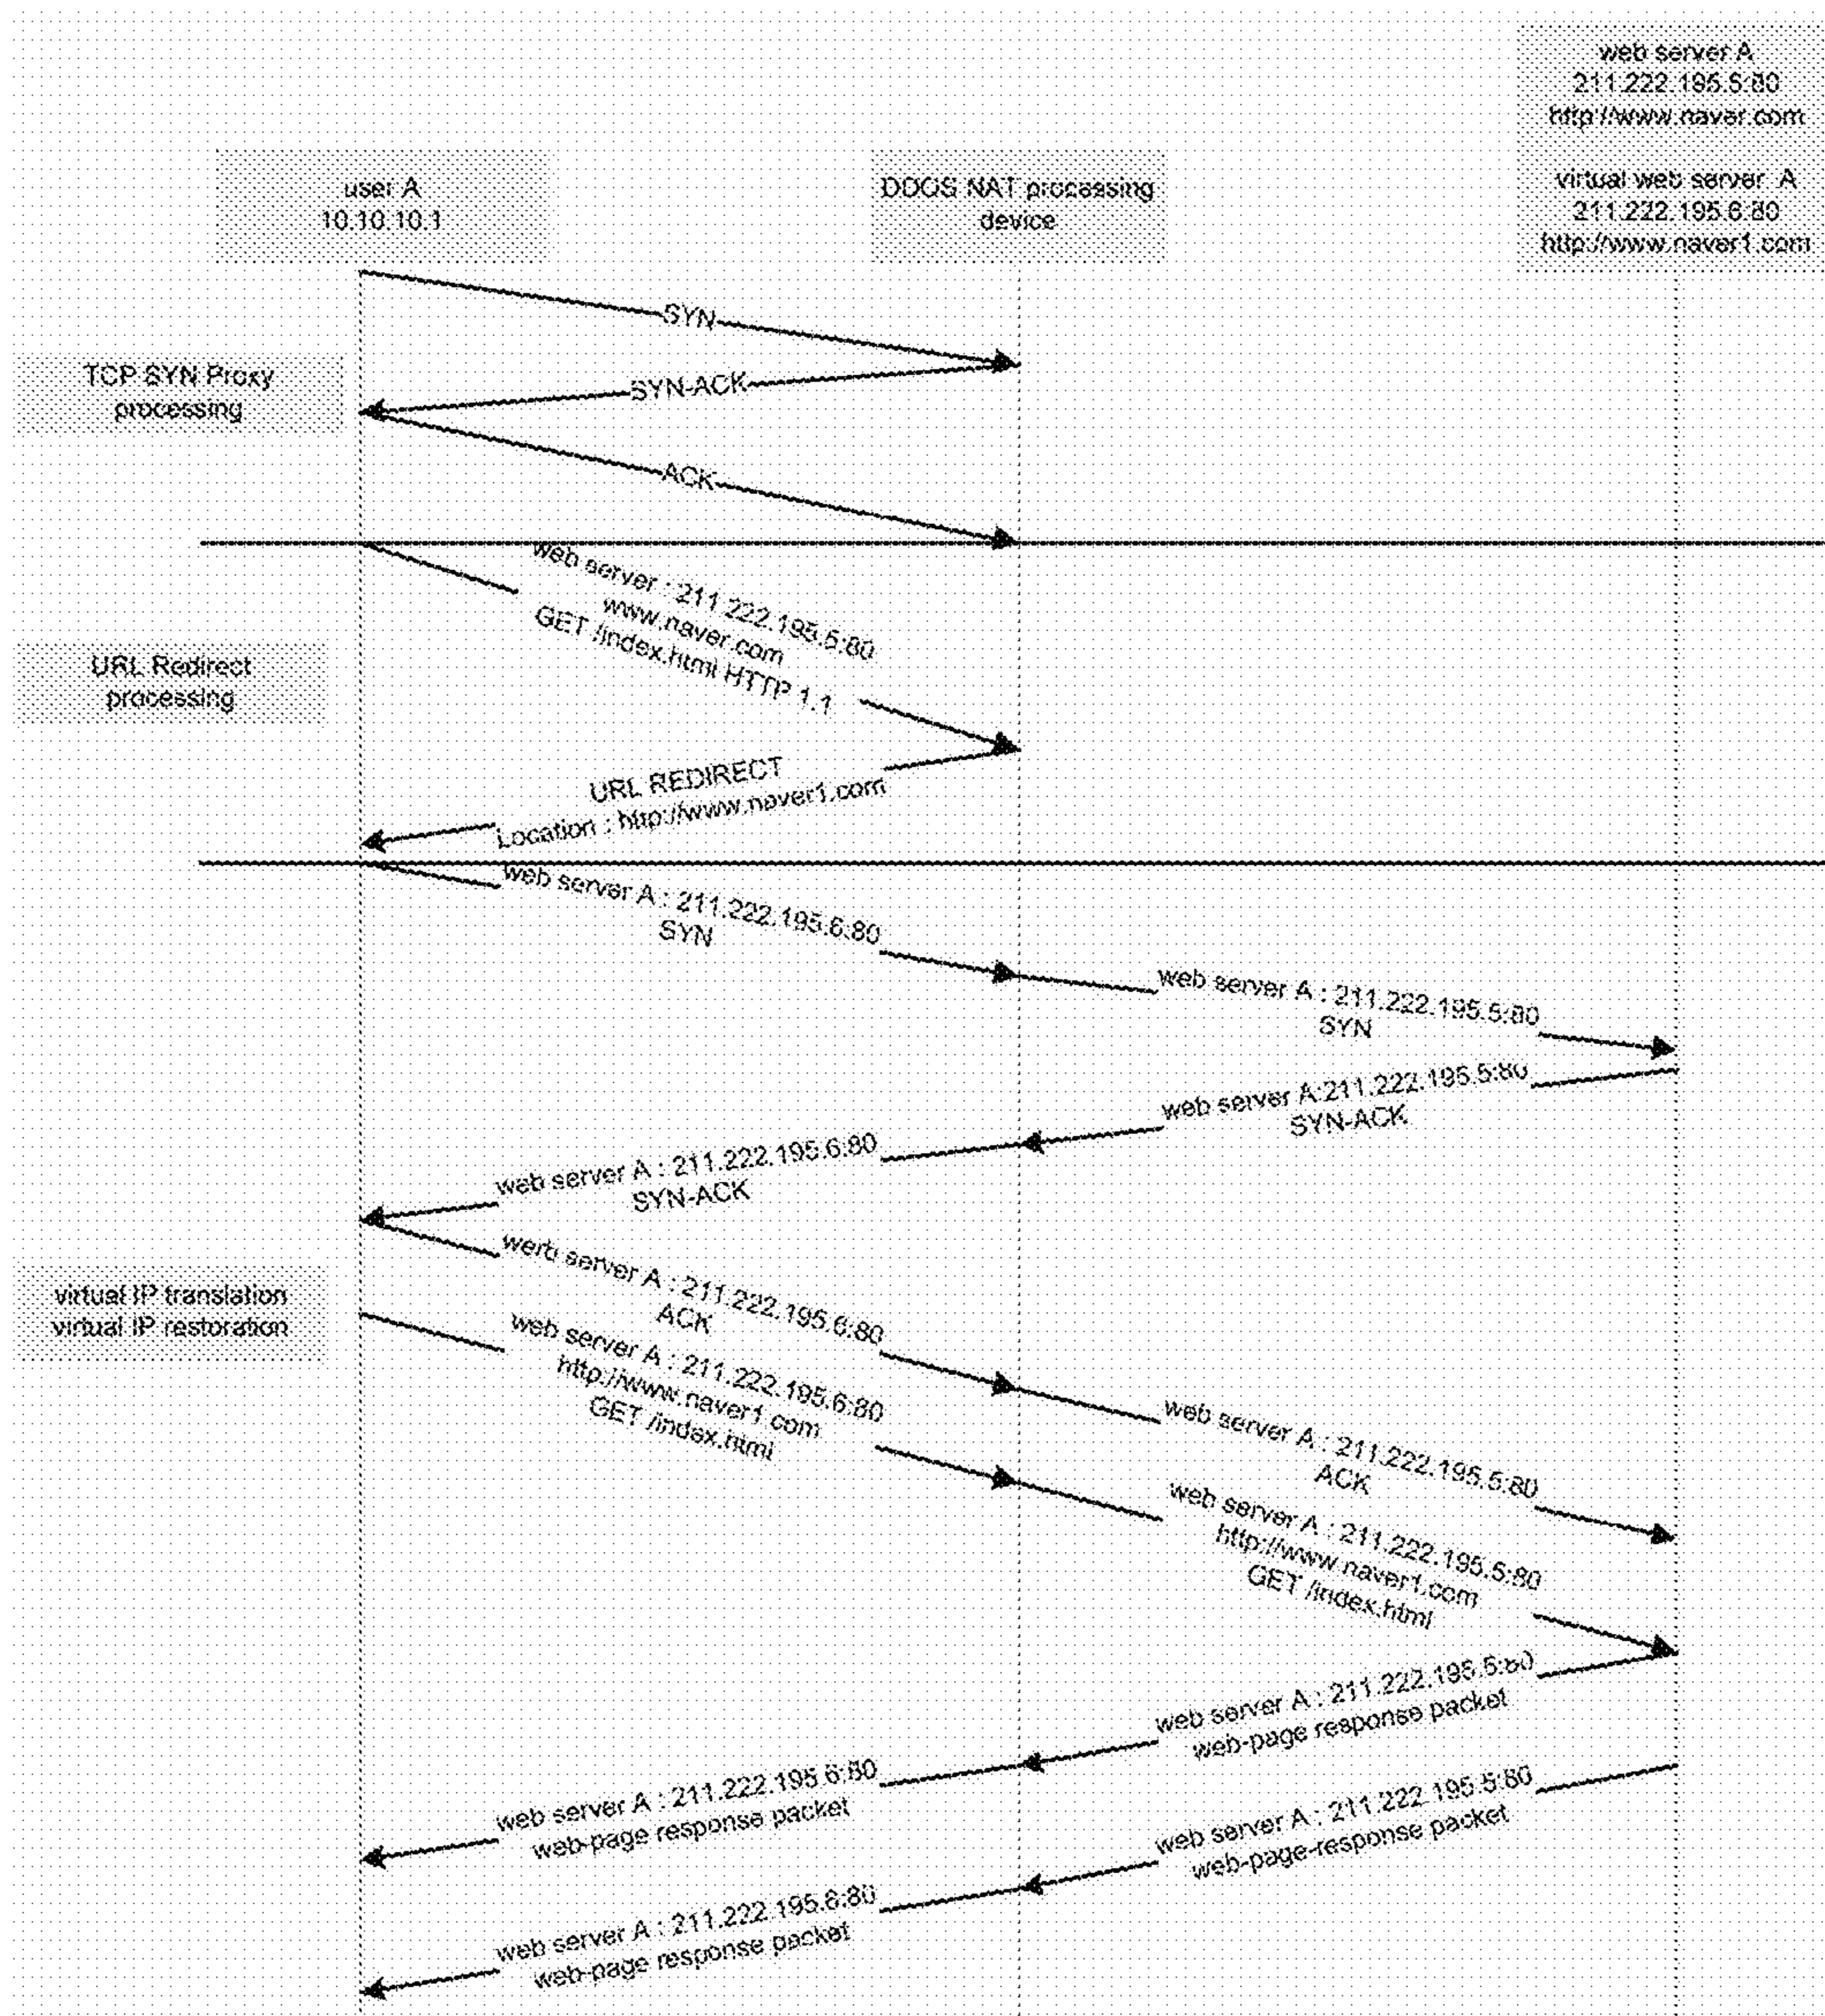 web server A
211.222.195.5:80
http://www.naver.com
virtual web server A
211.222.195.6:80
http://www.naver1.com
user A
10.10.10.1
DDOS NAT processing
device
SYN
TCP SYN Proxy
processing
SYN-ACK
ACK
web server : 211.222.195.5:80
www.naver.com
GET /index.html HTTP 1.1
URL Redirect
processing
URL REDIRECT
Location : http://www.naver1.com
web server A : 211.222.195.6:80
SYN
web server A : 211.222.195.5:80
SYN
web server A:211.222.195.5:80
SYN-ACK
web server A : 211.222.195.6:80
SYN-ACK
werb server A : 211.222.195.6:80
ACK
virtual IP translation
virtual IP restoration
web server A : 211.222.195.6:80
http://www.naver1.com
GET /index.html
web server A : 211.222.195.5:80
ACK
web server A : 211.222.195.5:80
http://www.naver1.com
GET /index.html
web server A : 211.222.195.5:80
web-page response packet
web server A : 211.222.195.6:80
web-page response packet
web server A : 211.222.195.5:80
web-page-response packet
web server A : 211.222.195.6:80
web-page response packet